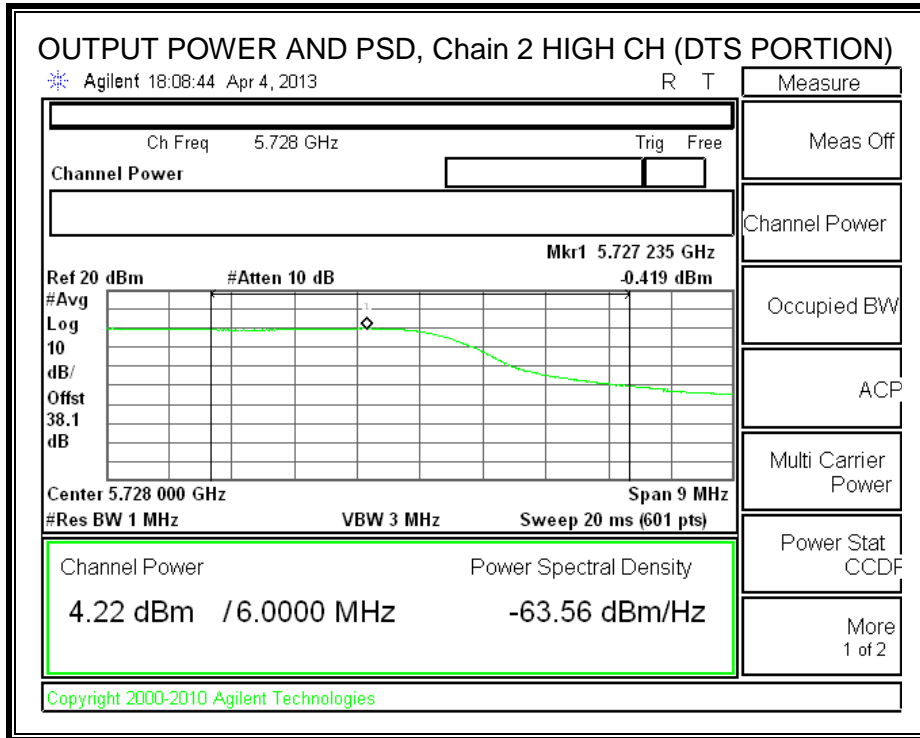 OUTPUT POWER AND PSD, Chain 2 HIGH CH (DTS PORTION)
Agilent 18:08:44 Apr 4, 2013 R T
Measure
Ch Freq 5.728 GHz Trig Free
Meas Off
Channel Power
Channel Power
Mkr1 5.727 235 GHz
Ref 20 dBm #Atten 10 dB -0.419 dBm
#Avg
Log
10
dB/
Offst
38.1
dB
1
Occupied BW
ACP
Center 5.728 000 GHz Span 9 MHz
#Res BW 1 MHz VBW 3 MHz Sweep 20 ms (601 pts)
Multi Carrier
Power
Channel Power Power Spectral Density
4.22 dBm / 6.0000 MHz -63.56 dBm/Hz
Power Stat
CCDF
More
1 of 2
Copyright 2000-2010 Agilent Technologies